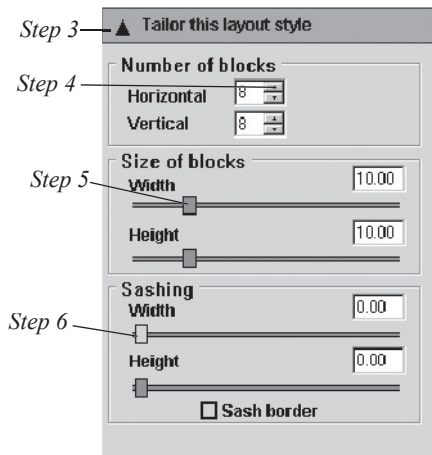 Step 3 Tailor this layout style
Number of blocks
Step 4
Horizontal 8
Vertical 8
Size of blocks
Step 5 Width 10.00
Height 10.00
Sashing
Width 0.00
Step 6
Height 0.00
Sash border